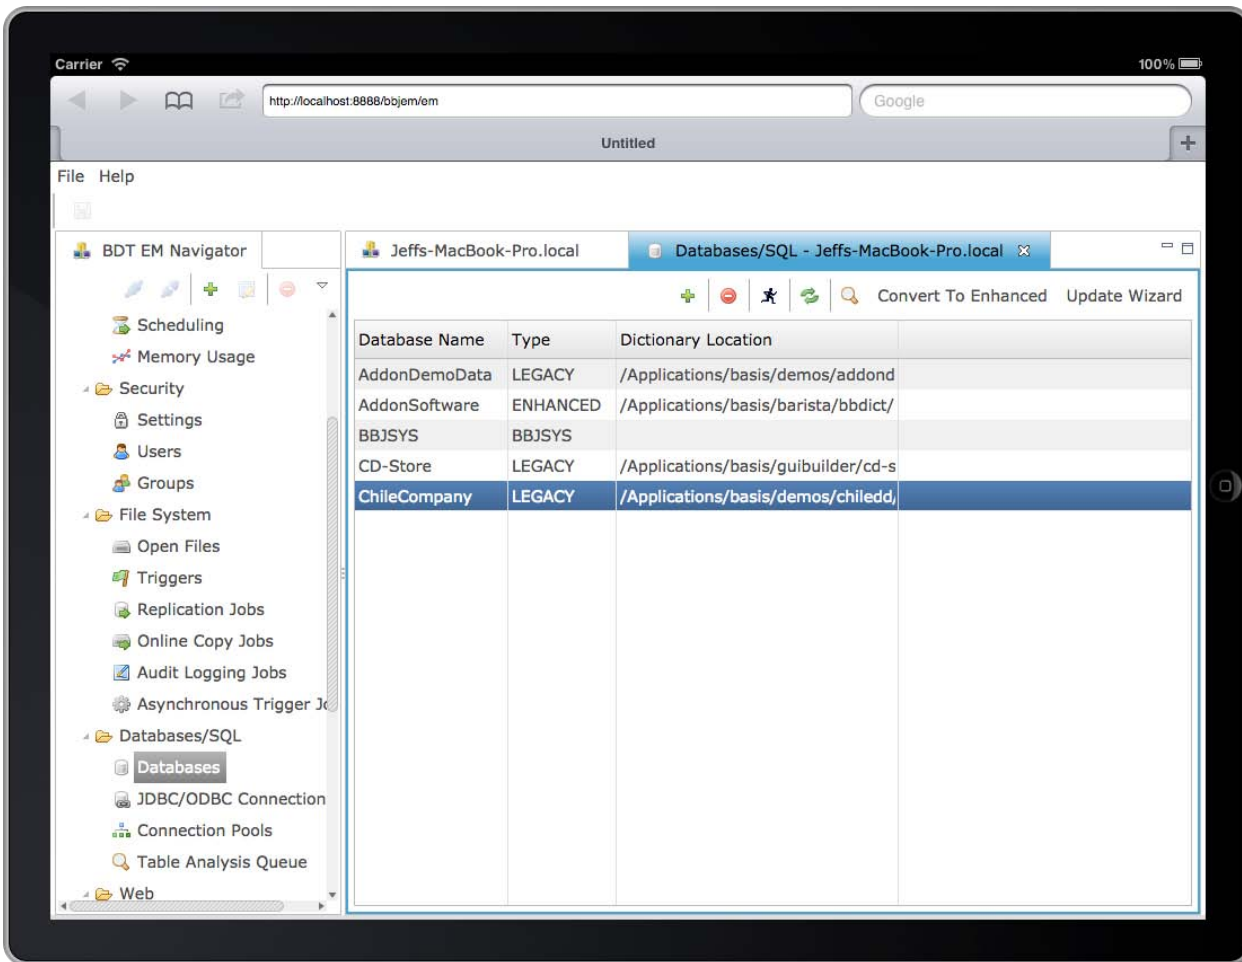 Carrier 100%
http://localhost:8888/bbjem/em Google
Untitled
File Help
BDT EM Navigator
Jeffs-MacBook-Pro.local Databases/SQL - Jeffs-MacBook-Pro.local
Convert To Enhanced Update Wizard
Scheduling
Memory Usage
Security
Settings
Users
Groups
File System
Open Files
Triggers
Replication Jobs
Online Copy Jobs
Audit Logging Jobs
Asynchronous Trigger Jo
Databases/SQL
Databases
JDBC/ODBC Connection
Connection Pools
Table Analysis Queue
Web
Database Name Type Dictionary Location
AddonDemoData LEGACY /Applications/basis/demos/addond
AddonSoftware ENHANCED /Applications/basis/barista/bbdict/
BBJSYS BBJSYS
CD-Store LEGACY /Applications/basis/guibuilder/cd-s
ChileCompany LEGACY /Applications/basis/demos/chiledd/